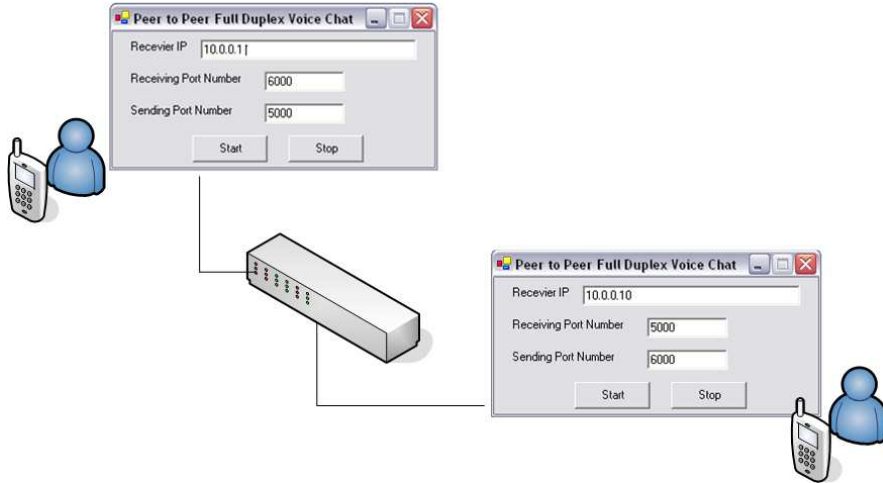 Peer to Peer Full Duplex Voice Chat
Recevier IP 10.0.0.1
Receiving Port Number 6000
Sending Port Number 5000
Start Stop
Peer to Peer Full Duplex Voice Chat
Recevier IP 10.0.0.10
Receiving Port Number 5000
Sending Port Number 6000
Start Stop